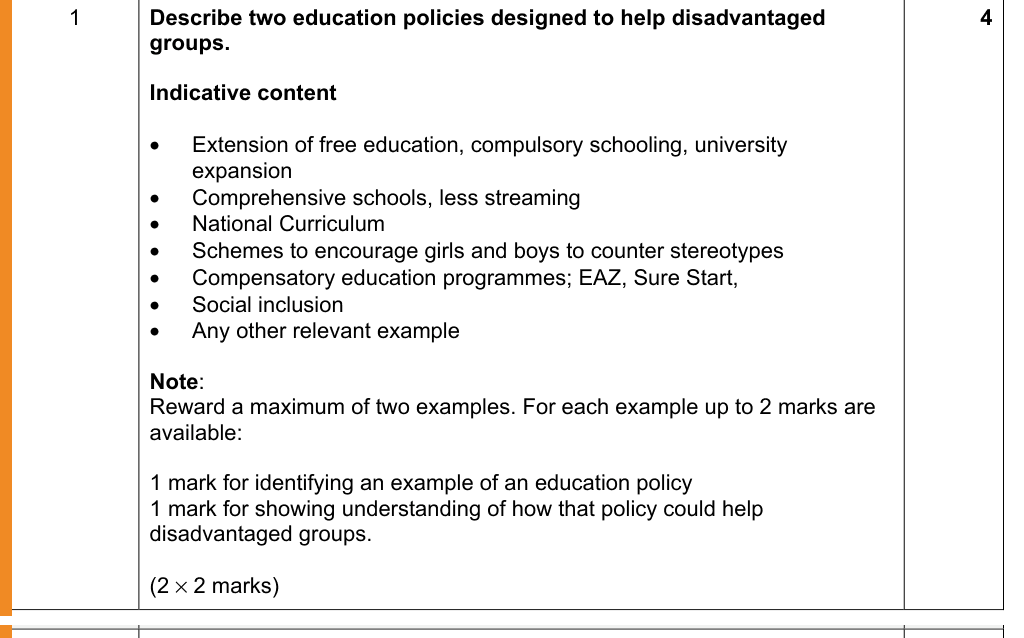 1 Describe two education policies designed to help disadvantaged 4
groups.
Indicative content
• Extension of free education, compulsory schooling, university
expansion
• Comprehensive schools, less streaming
• National Curriculum
• Schemes to encourage girls and boys to counter stereotypes
• Compensatory education programmes; EAZ, Sure Start,
• Social inclusion
• Any other relevant example
Note:
Reward a maximum of two examples. For each example up to 2 marks are
available:
1 mark for identifying an example of an education policy
1 mark for showing understanding of how that policy could help
disadvantaged groups.
(2 × 2 marks)